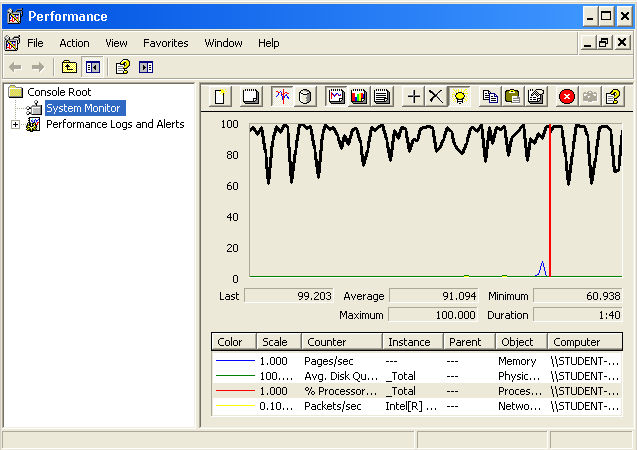 Performance
File Action View Favorites Window Help
Console Root
System Monitor
Performance Logs and Alerts
100
80
60
40
20
0
Last 99.203 Average 91.094 Minimum 60.938
Maximum 100.000 Duration 1:40
Color Scale Counter Instance Parent Object Computer
1.000 Pages/sec --- --- Memory \\STUDENT-...
100.... Avg. Disk Qu... _Total --- Physic... \\STUDENT-...
1.000 % Processor... _Total --- Proces... \\STUDENT-...
0.10... Packets/sec Intel[R] ... --- Netwo... \\STUDENT-...